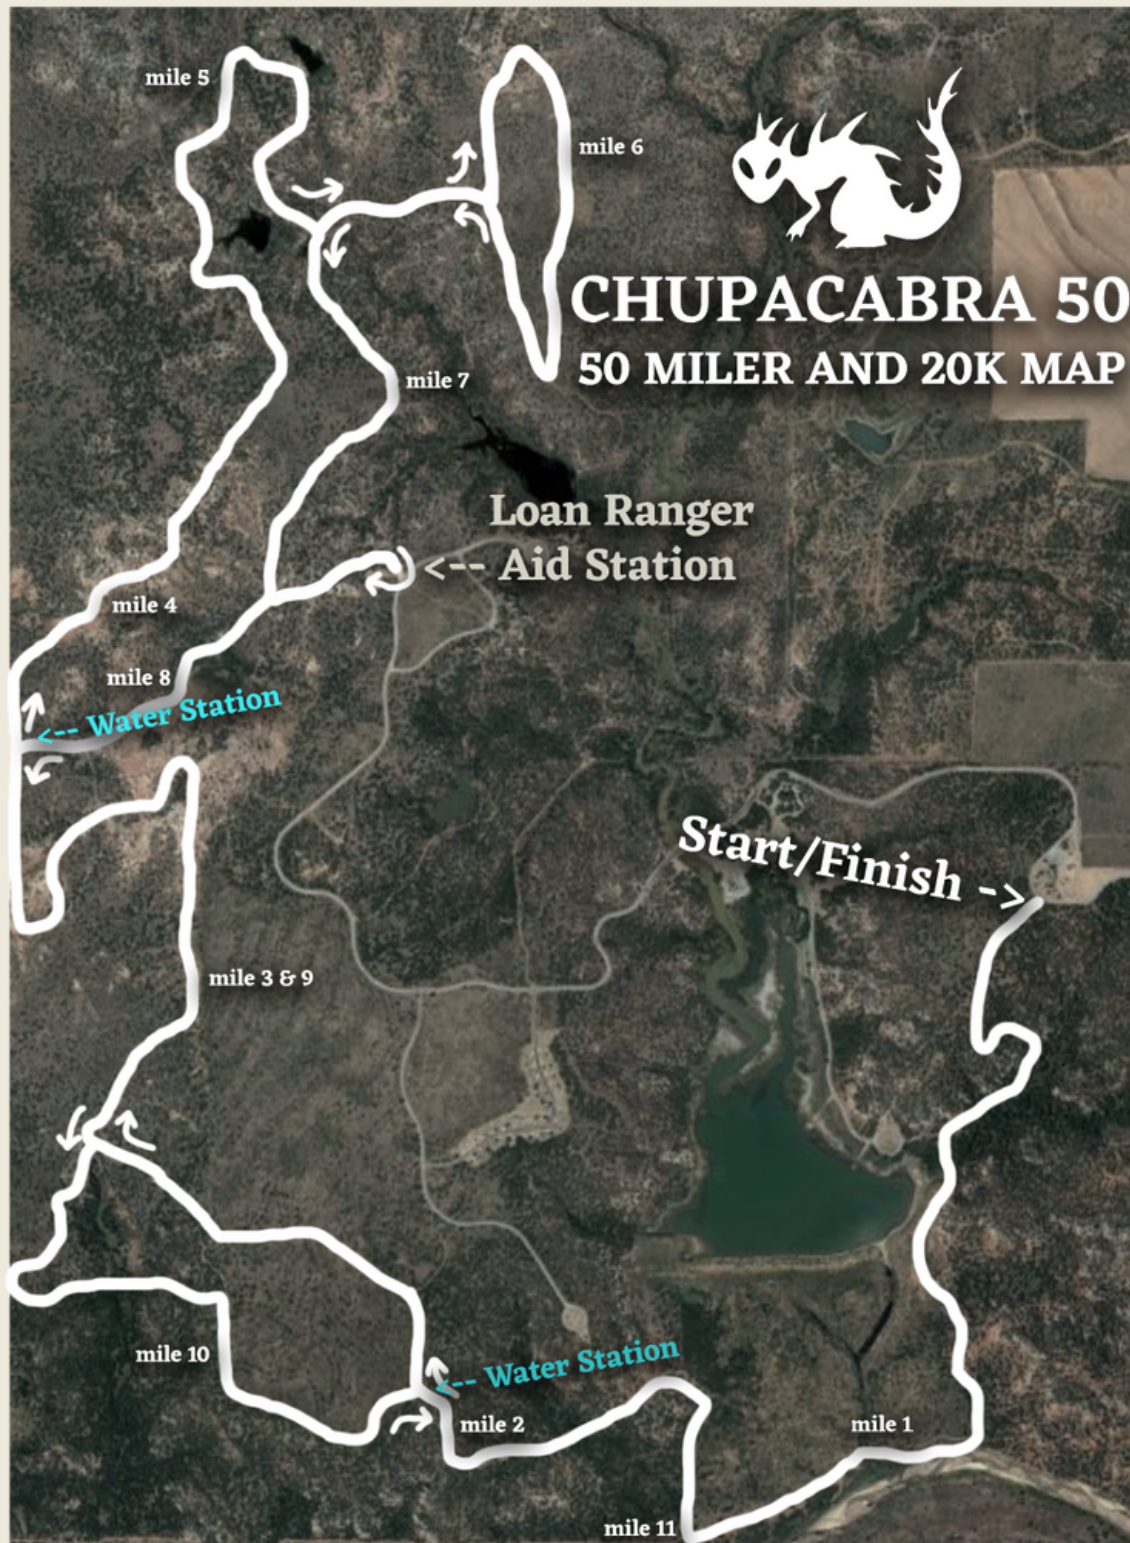 mile 5
mile 6
CHUPACABRA 50
50 MILER AND 20K MAP
mile 7
Loan Ranger
<-- Aid Station
mile 4
mile 8
<-- Water Station
Start/Finish ->
mile 3 & 9
mile 10
<-- Water Station
mile 2
mile 1
mile 11